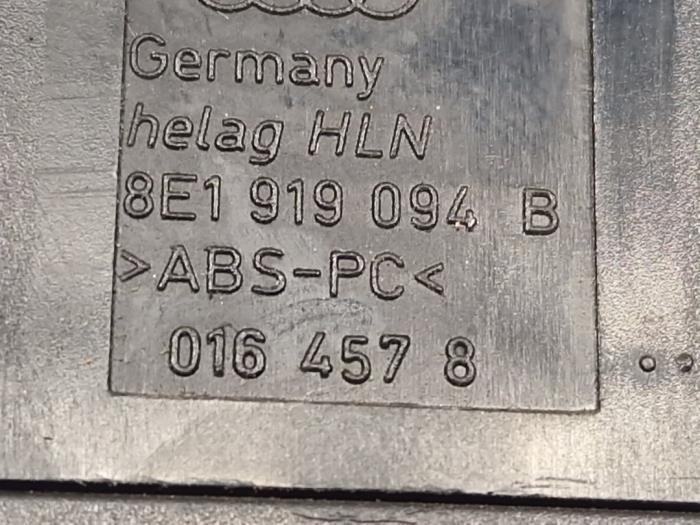 Germany
helag HLN
8E1 919 094 B
>ABS-PC<
016 457 8